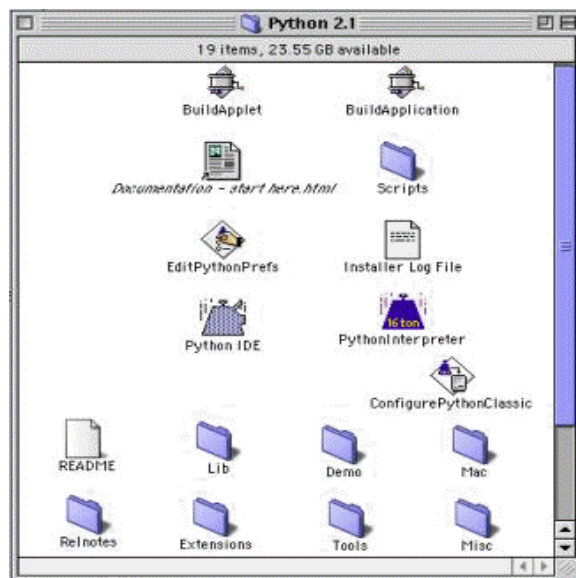 Python 2.1
19 items, 23.55 GB available
BuildApplet BuildApplication
Documentation - start here.html Scripts
EditPythonPrefs Installer Log File
16 ton
Python IDE PythonInterpreter
ConfigurePythonClassic
README Lib Demo Mac
Relnotes Extensions Tools Misc